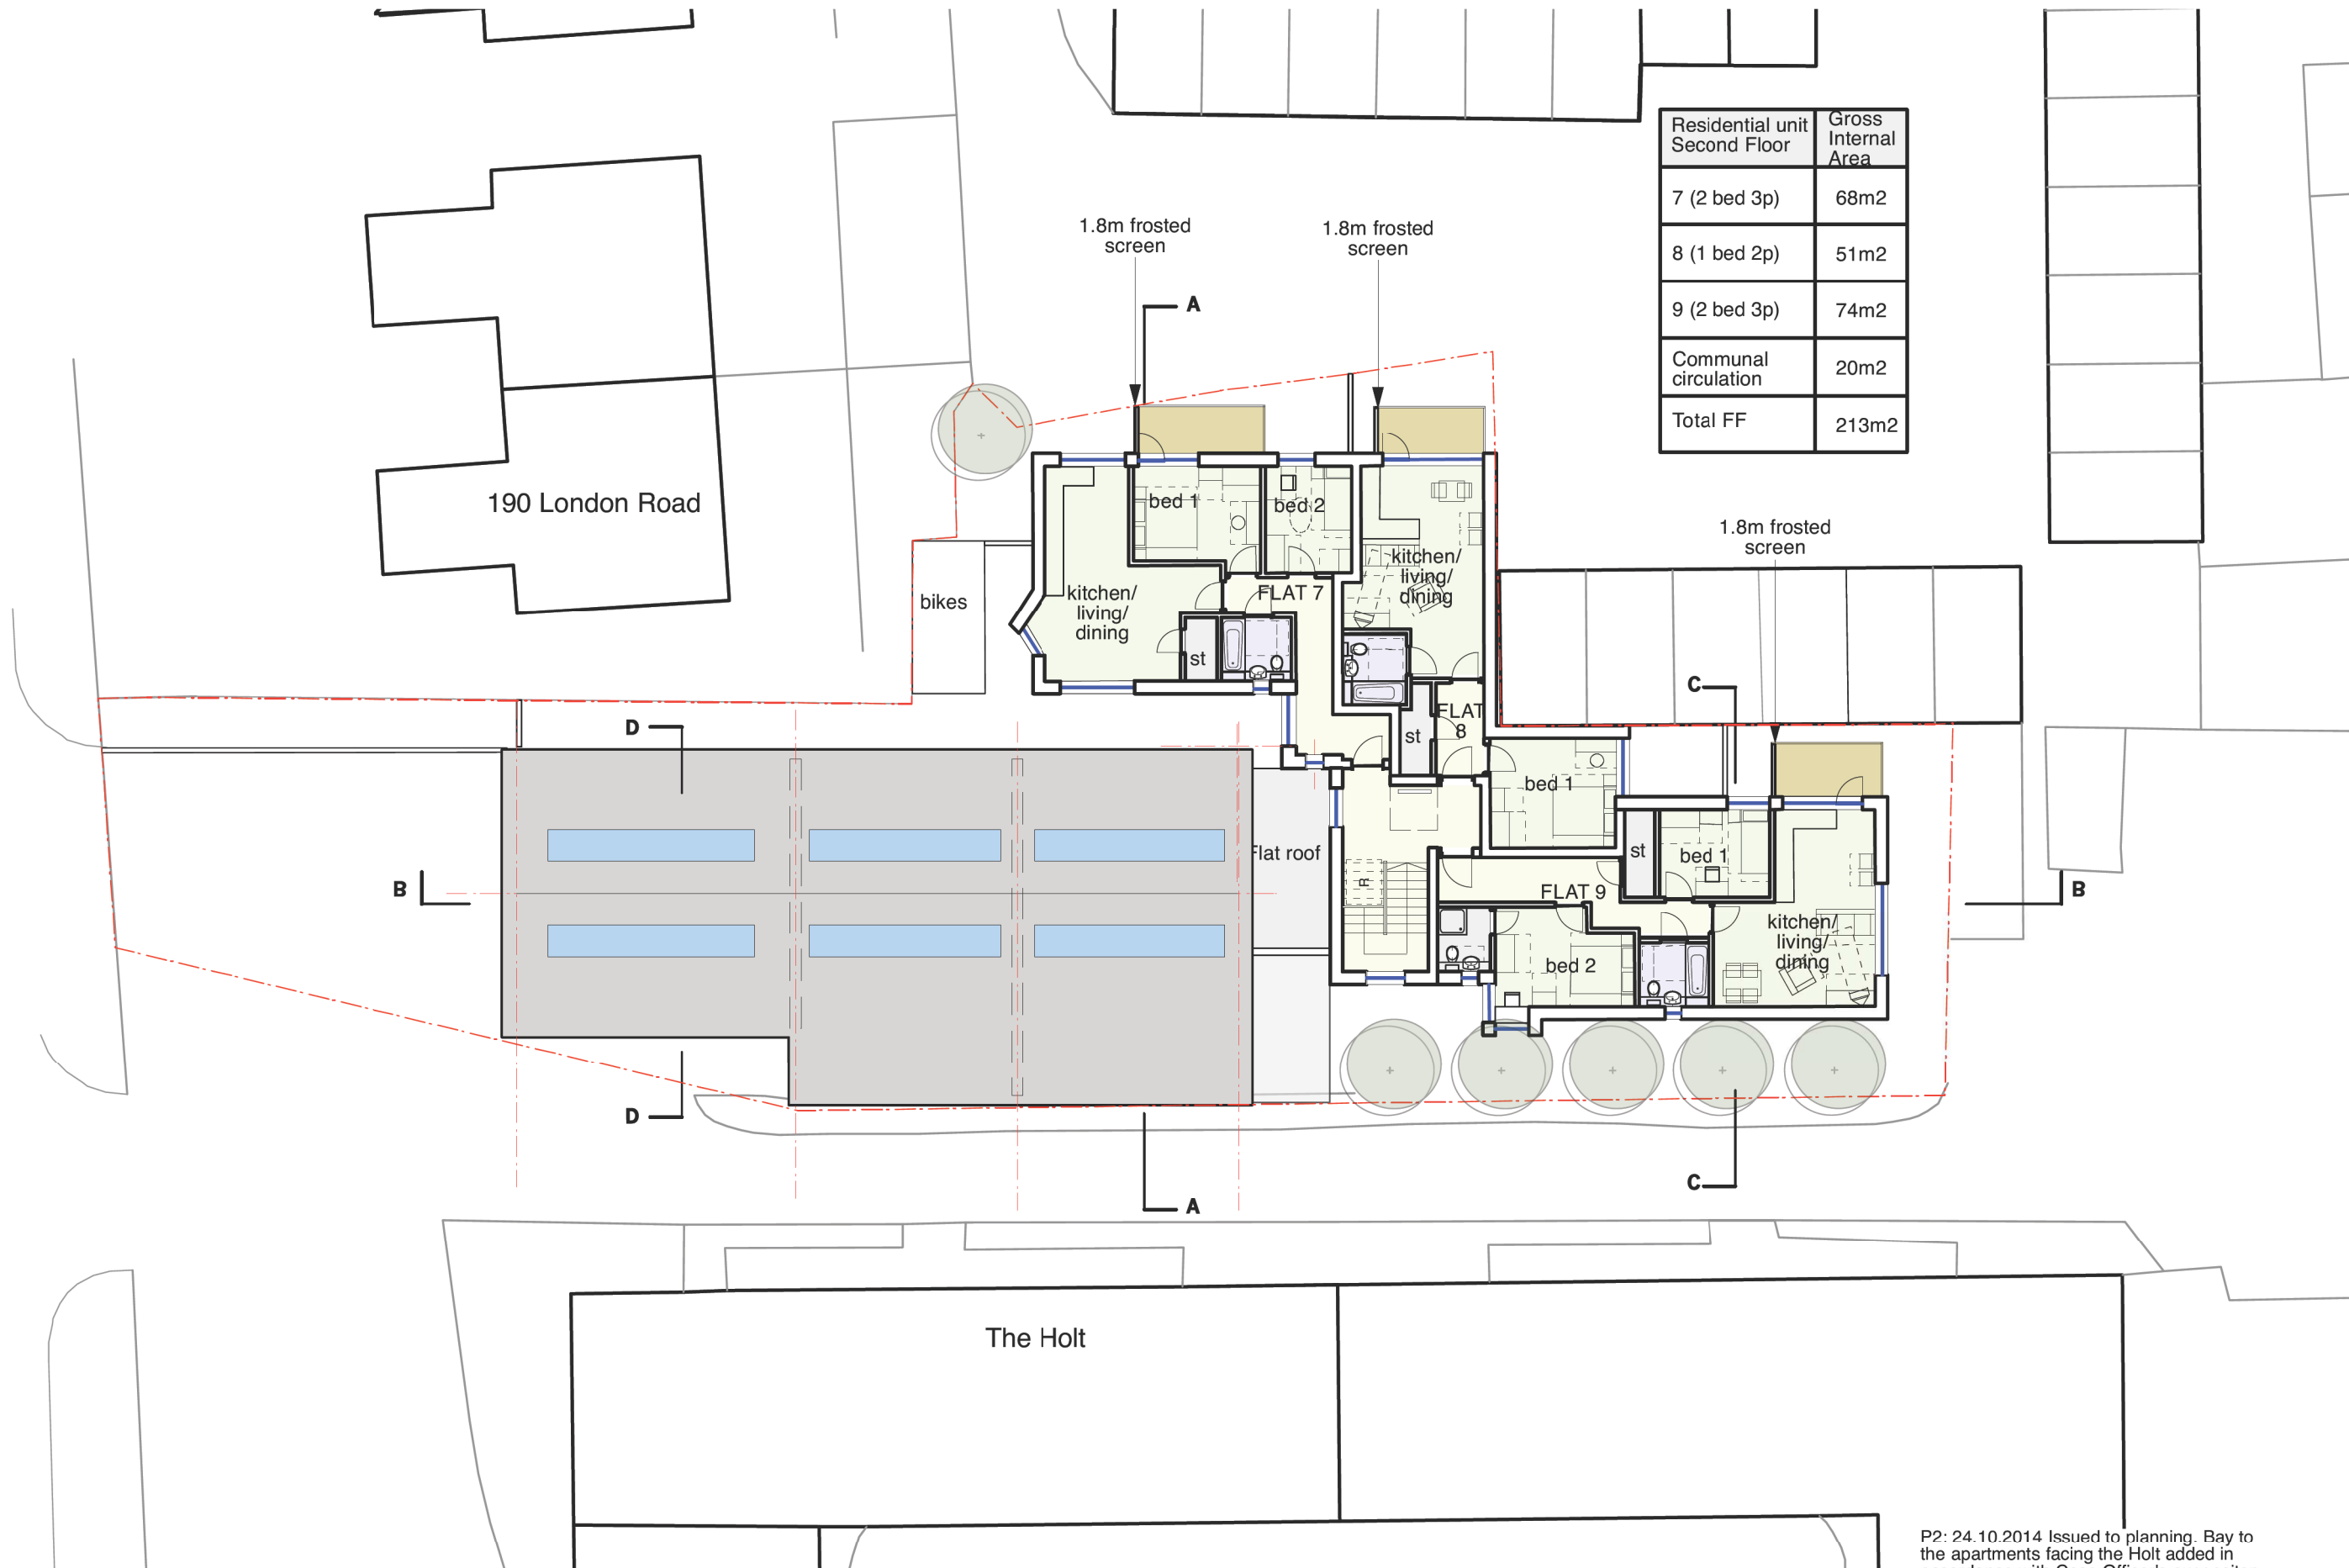 Residential unit
Second Floor
Gross
Internal
Area
7 (2 bed 3p)
68m2
8 (1 bed 2p)
51m2
9 (2 bed 3p)
74m2
Communal
circulation
20m2
Total FF
213m2
1.8m frosted
screen
1.8m frosted
screen
A
190 London Road
bed 1
bed 2
kitchen/
living/
dining
1.8m frosted
screen
bikes
kitchen/
living/
dining
FLAT 7
st
C
D
FLAT
8
st
bed 1
Flat roof
st
bed 1
B
R
FLAT 9
B
kitchen/
living/
dining
bed 2
D
C
A
The Holt
P2: 24.10.2014 Issued to planning. Bay to
the apartments facing the Holt added in